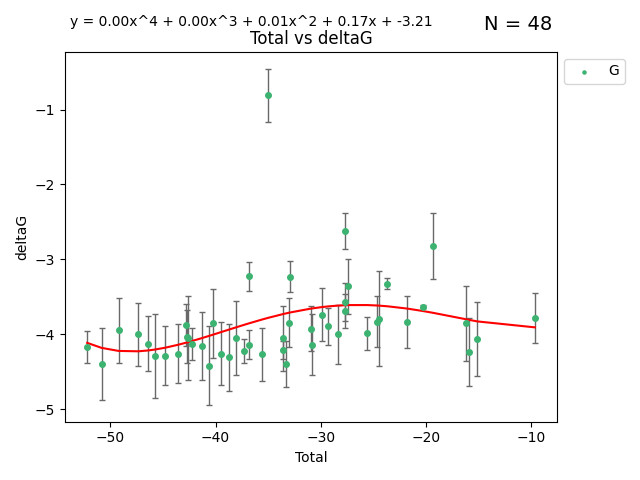 y = 0.00x^4 + 0.00x^3 + 0.01x^2 + 0.17x + -3.21
N = 48
Total vs deltaG
G
−1
−2
−3
−4
−5
deltaG
−50 −40 −30 −20 −10
Total